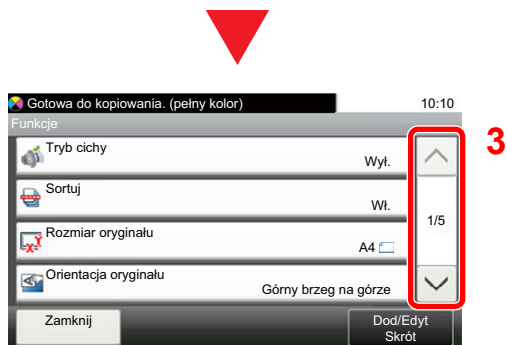 Gotowa do kopiowania. (pełny kolor) 10:10
Funkcje
Tryb cichy
Wył.
Sortuj
Wł.
Rozmiar oryginału
A4
Orientacja oryginału
Górny brzeg na górze
1/5
3
Zamknij
Dod/Edyt
Skrót